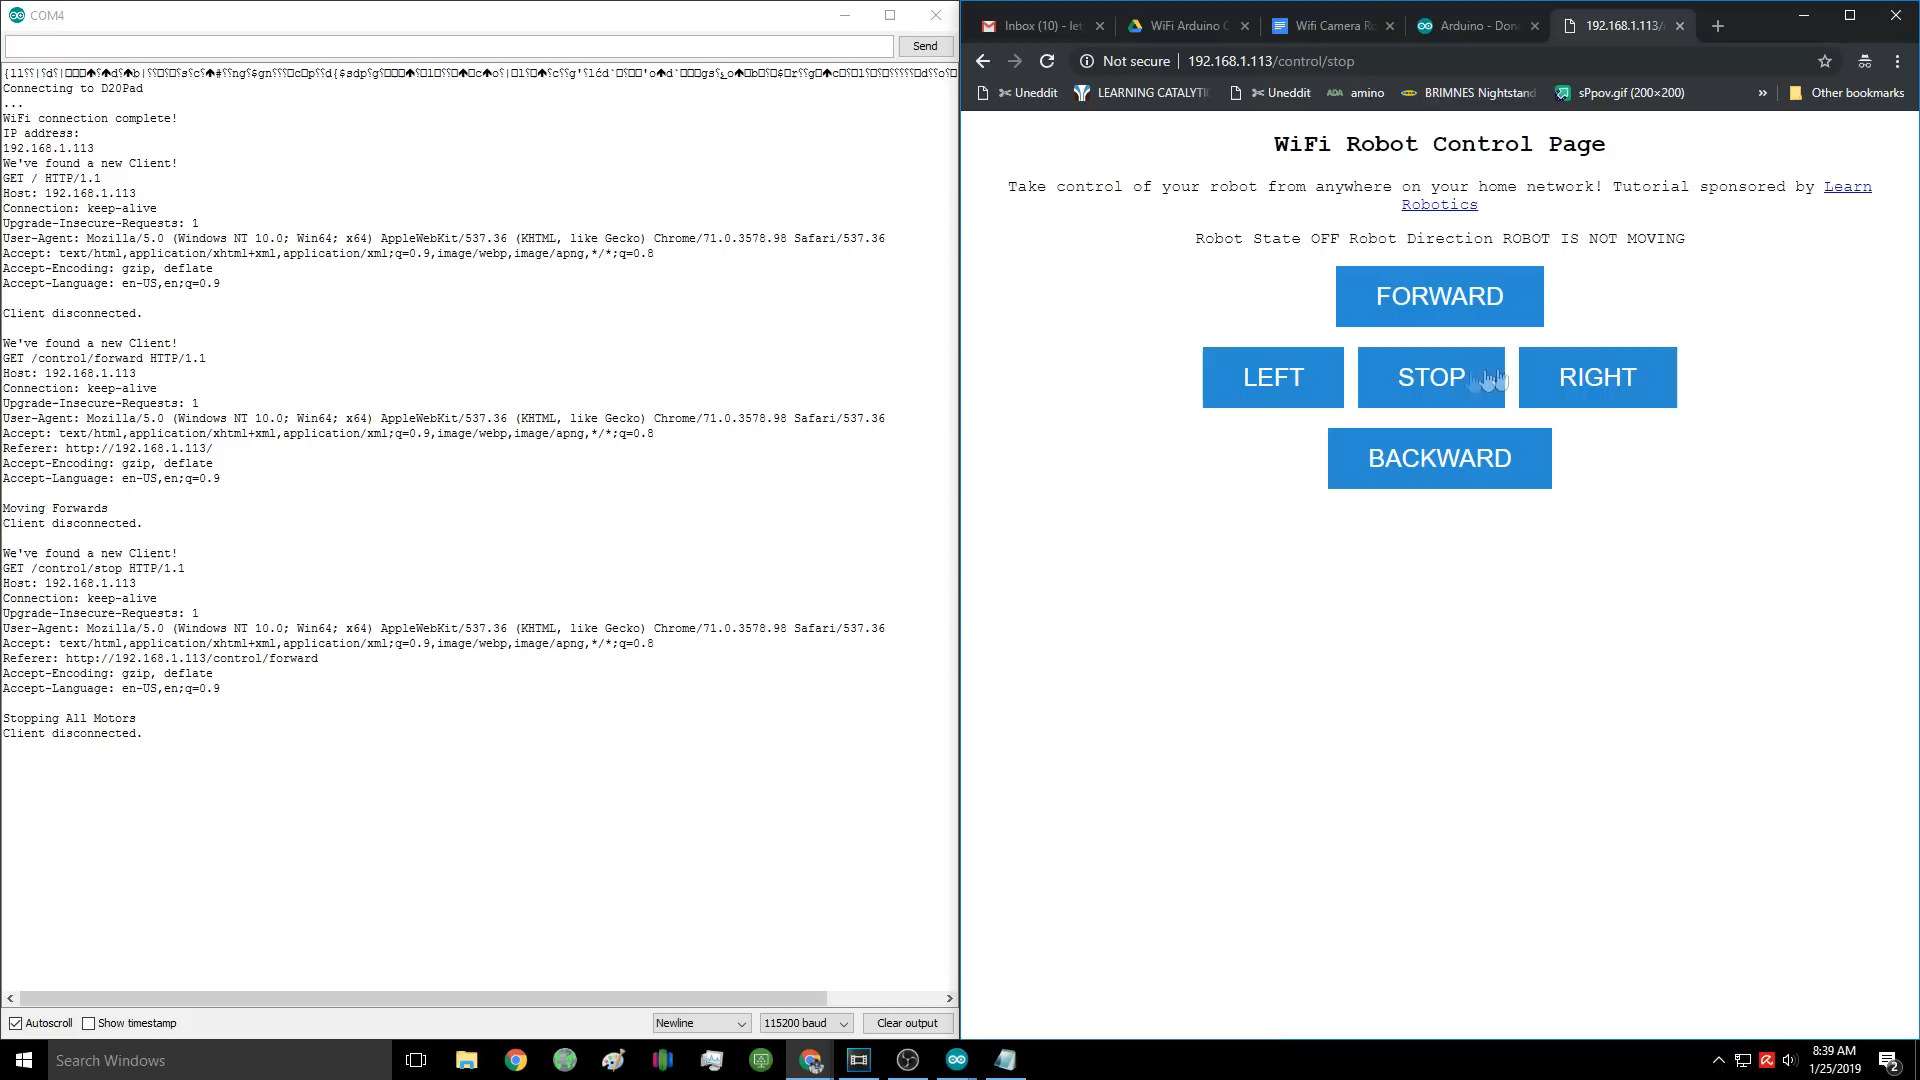 COM4
Send
Connecting to D20Pad
...
WiFi connection complete!
IP address:
192.168.1.113
We've found a new Client!
GET / HTTP/1.1
Host: 192.168.1.113
Connection: keep-alive
Upgrade-Insecure-Requests: 1
User-Agent: Mozilla/5.0 (Windows NT 10.0; Win64; x64) AppleWebKit/537.36 (KHTML, like Gecko) Chrome/71.0.3578.98 Safari/537.36
Accept: text/html,application/xhtml+xml,application/xml;q=0.9,image/webp,image/apng,*/*;q=0.8
Accept-Encoding: gzip, deflate
Accept-Language: en-US,en;q=0.9
Client disconnected.
We've found a new Client!
GET /control/forward HTTP/1.1
Host: 192.168.1.113
Connection: keep-alive
Upgrade-Insecure-Requests: 1
User-Agent: Mozilla/5.0 (Windows NT 10.0; Win64; x64) AppleWebKit/537.36 (KHTML, like Gecko) Chrome/71.0.3578.98 Safari/537.36
Accept: text/html,application/xhtml+xml,application/xml;q=0.9,image/webp,image/apng,*/*;q=0.8
Referer: http://192.168.1.113/
Accept-Encoding: gzip, deflate
Accept-Language: en-US,en;q=0.9
Moving Forwards
Client disconnected.
We've found a new Client!
GET /control/stop HTTP/1.1
Host: 192.168.1.113
Connection: keep-alive
Upgrade-Insecure-Requests: 1
User-Agent: Mozilla/5.0 (Windows NT 10.0; Win64; x64) AppleWebKit/537.36 (KHTML, like Gecko) Chrome/71.0.3578.98 Safari/537.36
Accept: text/html,application/xhtml+xml,application/xml;q=0.9,image/webp,image/apng,*/*;q=0.8
Referer: http://192.168.1.113/control/forward
Accept-Encoding: gzip, deflate
Accept-Language: en-US,en;q=0.9
Stopping All Motors
Client disconnected.
Autoscroll Show timestamp Newline 115200 baud Clear output
Inbox (10) - let WiFi Arduino C Wifi Camera Ro Arduino - Don 192.168.1.113/
Not secure 192.168.1.113/control/stop
Uneddit LEARNING CATALYTI Uneddit ADA amino BRIMNES Nightstand sPpov.gif (200×200) » Other bookmarks
WiFi Robot Control Page
Take control of your robot from anywhere on your home network! Tutorial sponsored by Learn
Robotics
Robot State OFF Robot Direction ROBOT IS NOT MOVING
FORWARD
LEFT STOP RIGHT
BACKWARD
Search Windows
8:39 AM
1/25/2019
2